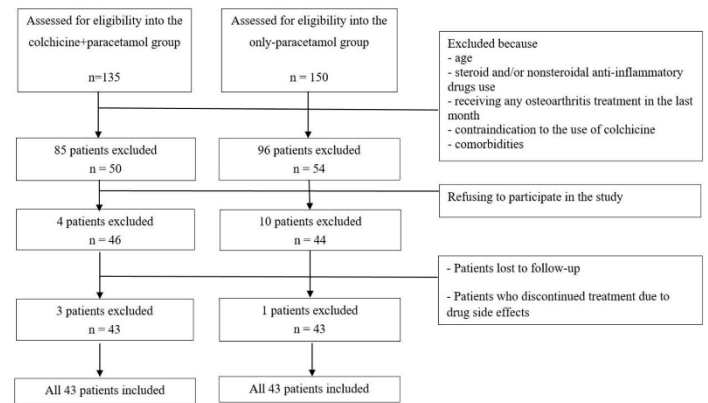 Assessed for eligibility into the
colchicine+paracetamol group
n=135
Assessed for eligibility into the
only-paracetamol group
n = 150
Excluded because
- age
- steroid and/or nonsteroidal anti-inflammatory
drugs use
- receiving any osteoarthritis treatment in the last
month
- contraindication to the use of colchicine
- comorbidities
85 patients excluded
n = 50
96 patients excluded
n = 54
Refusing to participate in the study
4 patients excluded
n = 46
10 patients excluded
n = 44
- Patients lost to follow-up
- Patients who discontinued treatment due to
drug side effects
3 patients excluded
n = 43
1 patients excluded
n = 43
All 43 patients included
All 43 patients included